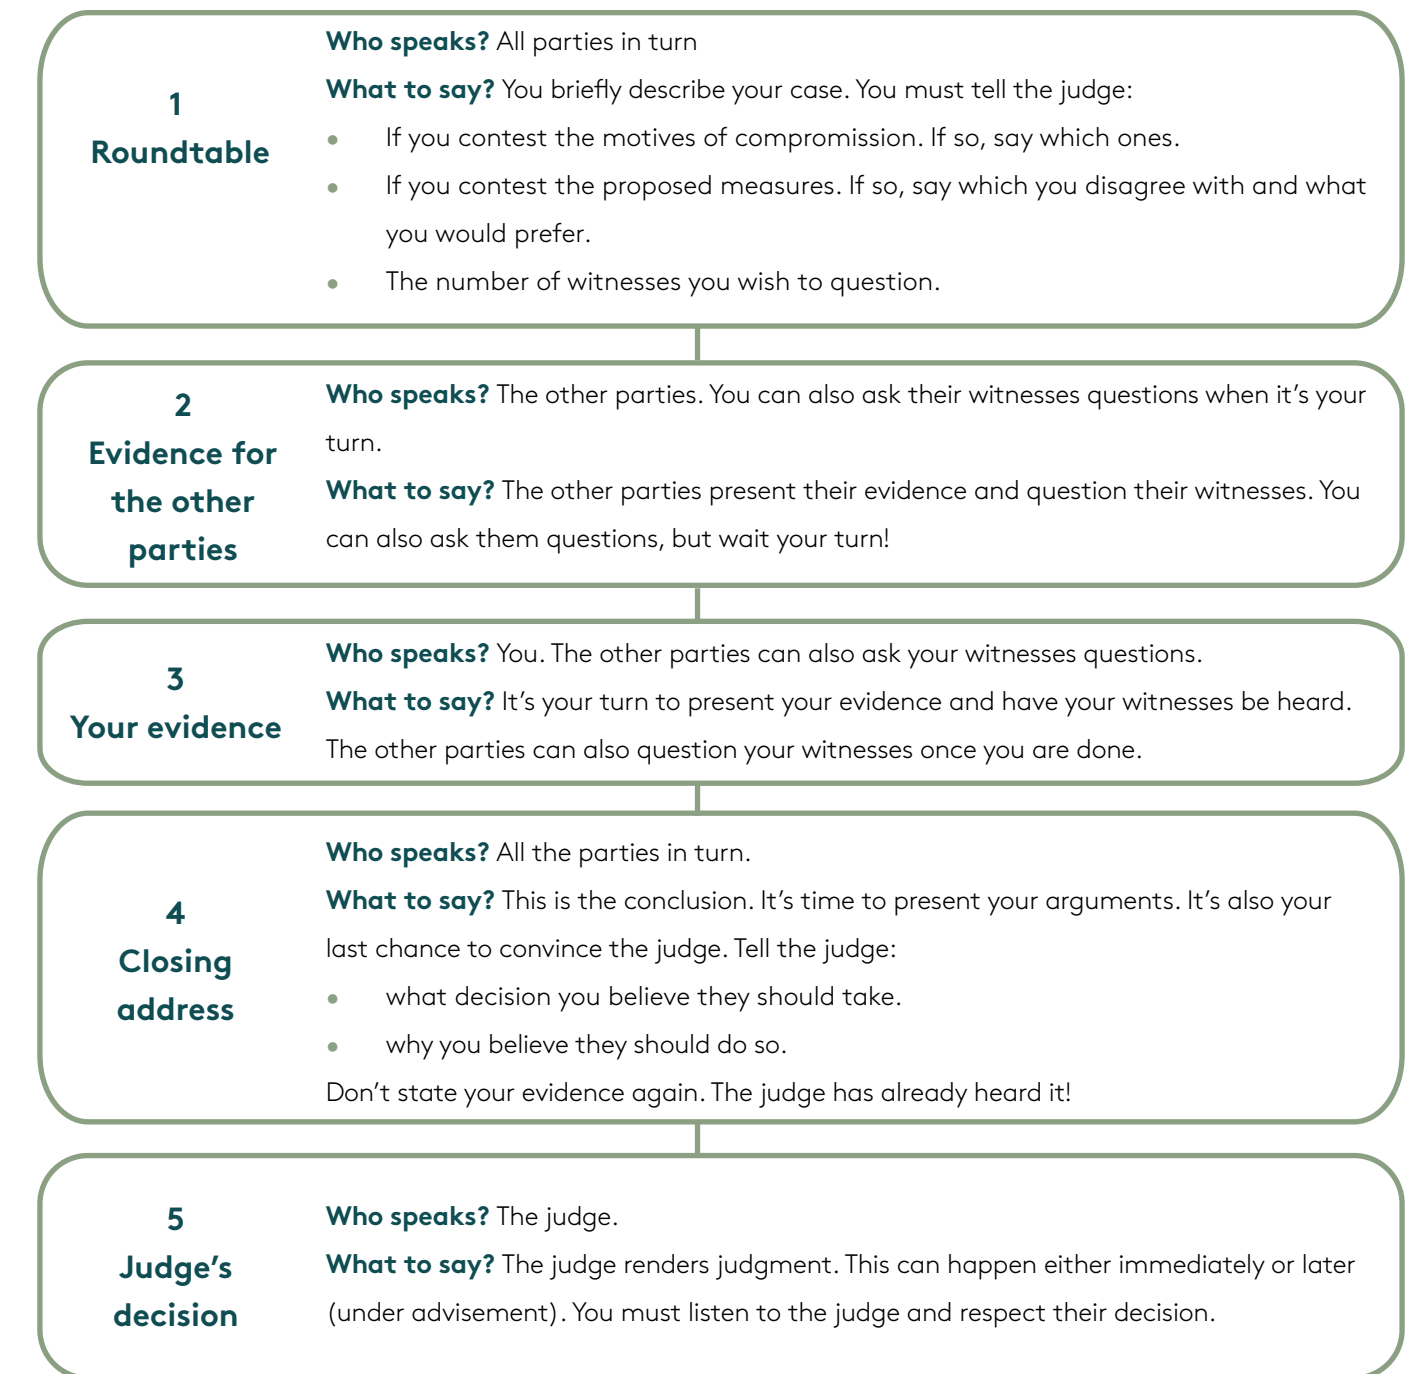 1
Roundtable
Who speaks? All parties in turn
What to say? You briefly describe your case. You must tell the judge:
• If you contest the motives of compromission. If so, say which ones.
• If you contest the proposed measures. If so, say which you disagree with and what
you would prefer.
• The number of witnesses you wish to question.
2
Evidence for
the other
parties
Who speaks? The other parties. You can also ask their witnesses questions when it’s your
turn.
What to say? The other parties present their evidence and question their witnesses. You
can also ask them questions, but wait your turn!
3
Your evidence
Who speaks? You. The other parties can also ask your witnesses questions.
What to say? It’s your turn to present your evidence and have your witnesses be heard.
The other parties can also question your witnesses once you are done.
4
Closing
address
Who speaks? All the parties in turn.
What to say? This is the conclusion. It’s time to present your arguments. It’s also your
last chance to convince the judge. Tell the judge:
• what decision you believe they should take.
• why you believe they should do so.
Don’t state your evidence again. The judge has already heard it!
5
Judge’s
decision
Who speaks? The judge.
What to say? The judge renders judgment. This can happen either immediately or later
(under advisement). You must listen to the judge and respect their decision.